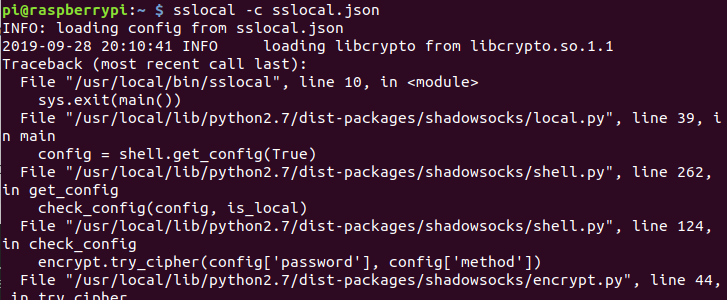 pi@raspberrypi:~ $ sslocal -c sslocal.json
INFO: loading config from sslocal.json
2019-09-28 20:10:41 INFO     loading libcrypto from libcrypto.so.1.1
Traceback (most recent call last):
  File "/usr/local/bin/sslocal", line 10, in <module>
    sys.exit(main())
  File "/usr/local/lib/python2.7/dist-packages/shadowsocks/local.py", line 39, i
n main
    config = shell.get_config(True)
  File "/usr/local/lib/python2.7/dist-packages/shadowsocks/shell.py", line 262,
in get_config
    check_config(config, is_local)
  File "/usr/local/lib/python2.7/dist-packages/shadowsocks/shell.py", line 124,
in check_config
    encrypt.try_cipher(config['password'], config['method'])
  File "/usr/local/lib/python2.7/dist-packages/shadowsocks/encrypt.py", line 44,
 in try_cipher